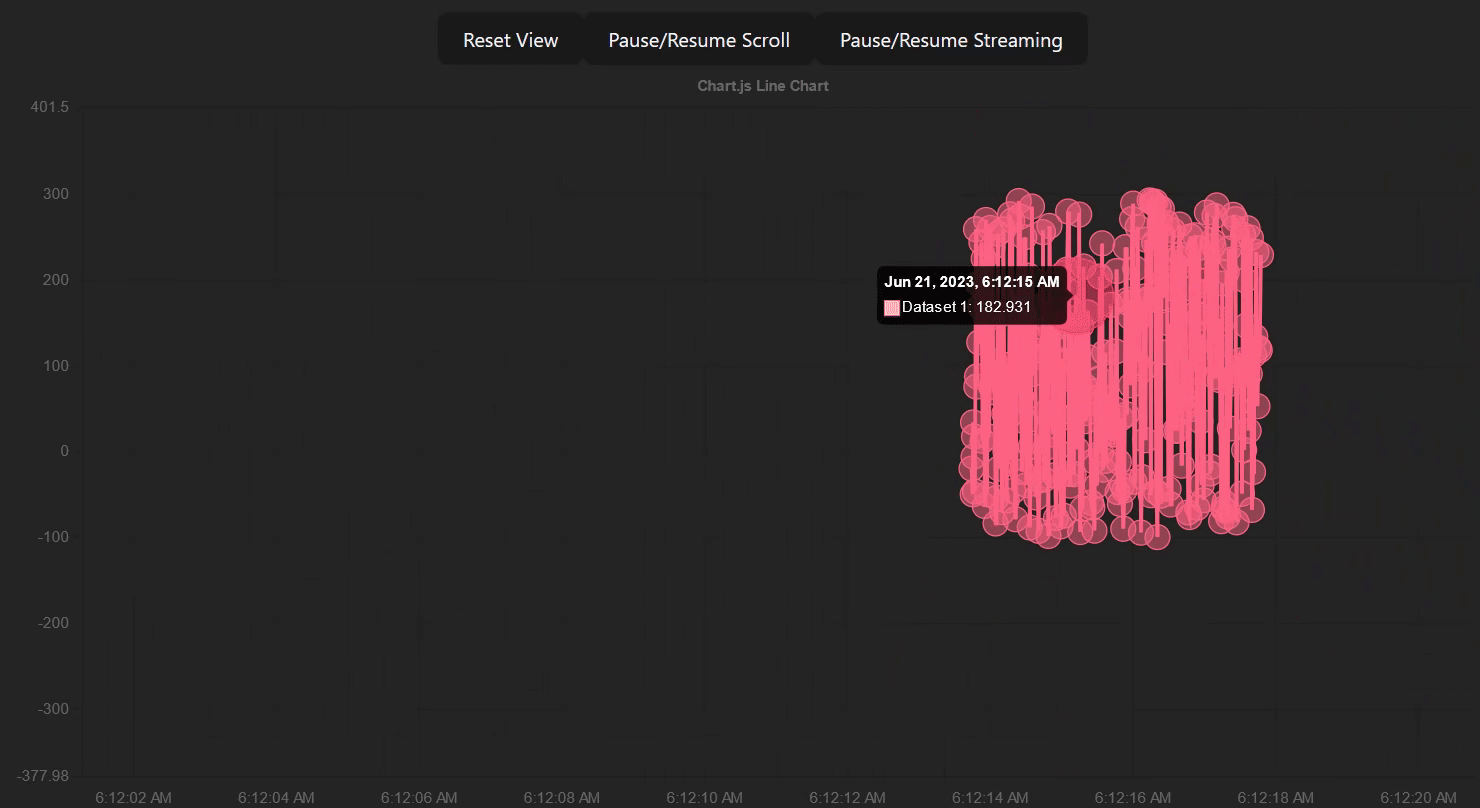 Reset View Pause/Resume Scroll Pause/Resume Streaming
Chart.js Line Chart
401.5
300
200
100
0
-100
-200
-300
-377.98
Jun 21, 2023, 6:12:15 AM
Dataset 1: 182.931
6:12:02 AM 6:12:04 AM 6:12:06 AM 6:12:08 AM 6:12:10 AM 6:12:12 AM 6:12:14 AM 6:12:16 AM 6:12:18 AM 6:12:20 AM